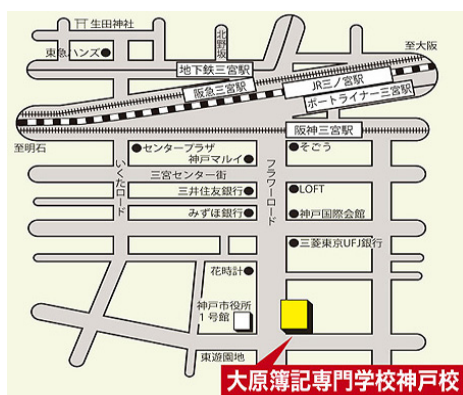 生田神社
東急ハンズ
北野坂
至大阪
地下鉄三宮駅
阪急三宮駅
JR三ノ宮駅
ポートライナー三宮駅
阪神三宮駅
至明石
センタープラザ
神戸マルイ
そごう
いくたロード
三宮センター街
フラワーロード
三井住友銀行
LOFT
みずほ銀行
神戸国際会館
三菱東京UFJ銀行
花時計
神戸市役所
1号館
東遊園地
大原簿記専門学校神戸校